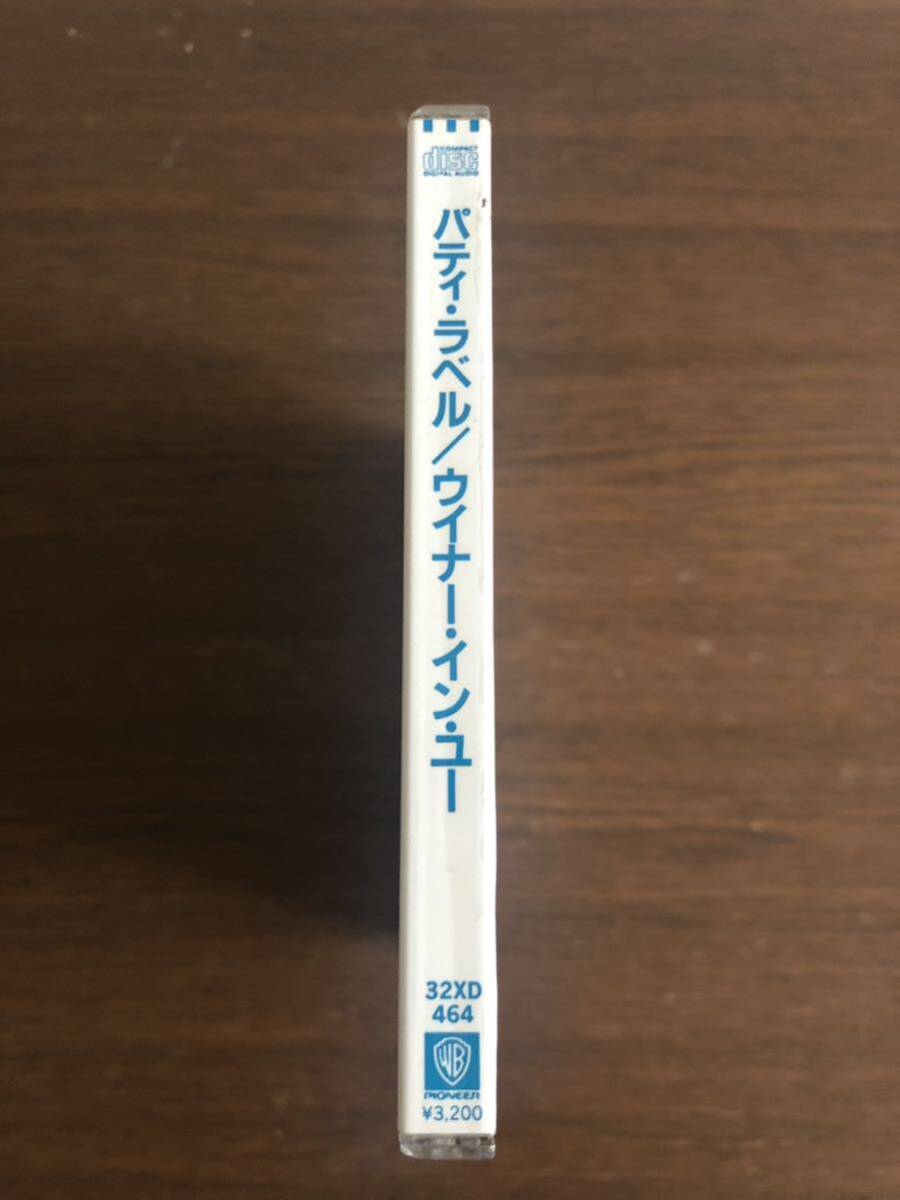 COMPACT
disc
DIGITAL AUDIO
パティ・ラベル/ウイナー・イン・ユー
32XD
464
WB
PIONEER
¥3,200